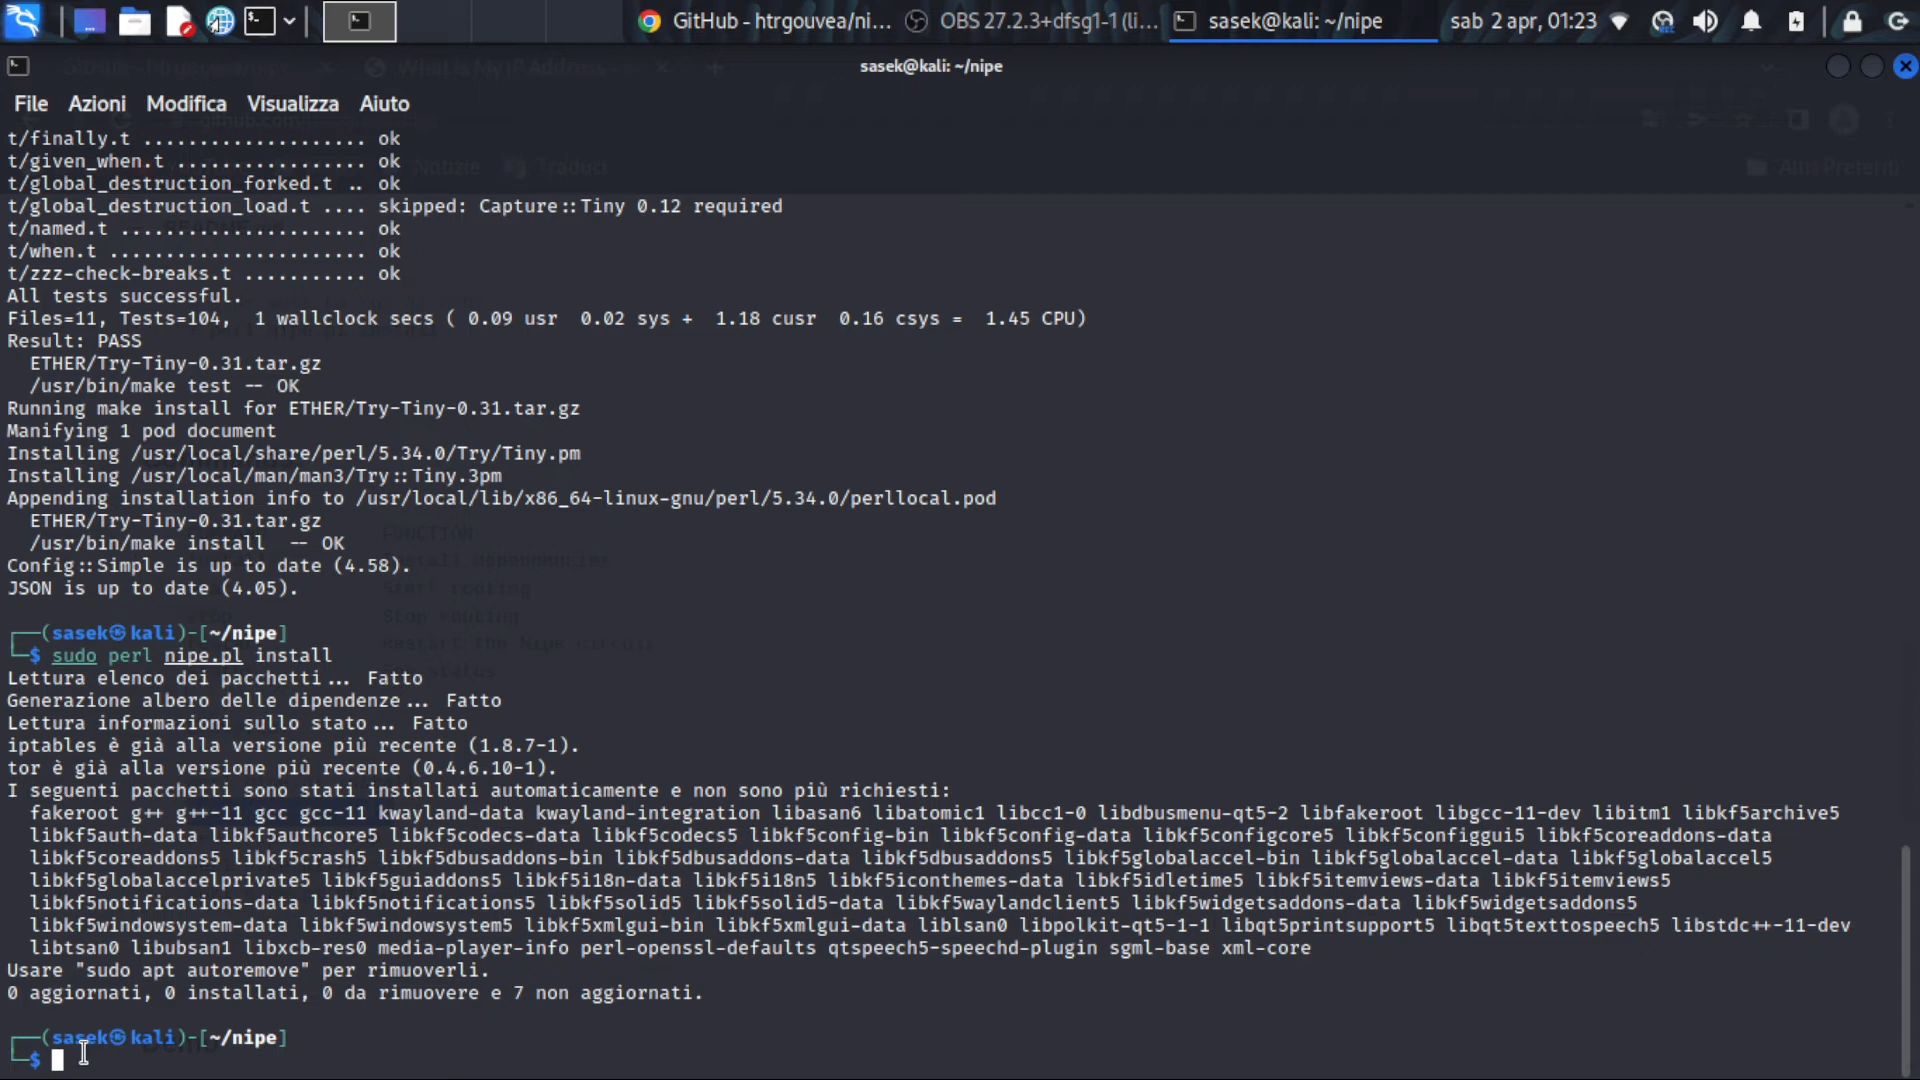 GitHub - htrgouvea/ni...
OBS 27.2.3+dfsg1-1 (li...
sasek@kali: ~/nipe
sab 2 apr, 01:23
sasek@kali: ~/nipe
File Azioni Modifica Visualizza Aiuto
t/finally.t .................... ok
t/given_when.t ................. ok
t/global_destruction_forked.t .. ok
t/global_destruction_load.t .... skipped: Capture::Tiny 0.12 required
t/named.t ...................... ok
t/when.t ....................... ok
t/zzz-check-breaks.t ........... ok
All tests successful.
Files=11, Tests=104,  1 wallclock secs ( 0.09 usr  0.02 sys +  1.18 cusr  0.16 csys =  1.45 CPU)
Result: PASS
  ETHER/Try-Tiny-0.31.tar.gz
  /usr/bin/make test -- OK
Running make install for ETHER/Try-Tiny-0.31.tar.gz
Manifying 1 pod document
Installing /usr/local/share/perl/5.34.0/Try/Tiny.pm
Installing /usr/local/man/man3/Try::Tiny.3pm
Appending installation info to /usr/local/lib/x86_64-linux-gnu/perl/5.34.0/perllocal.pod
  ETHER/Try-Tiny-0.31.tar.gz
  /usr/bin/make install  -- OK
Config::Simple is up to date (4.58).
JSON is up to date (4.05).
┌──(sasek㉿kali)-[~/nipe]
└─$ sudo perl nipe.pl install
Lettura elenco dei pacchetti... Fatto
Generazione albero delle dipendenze... Fatto
Lettura informazioni sullo stato... Fatto
iptables è già alla versione più recente (1.8.7-1).
tor è già alla versione più recente (0.4.6.10-1).
I seguenti pacchetti sono stati installati automaticamente e non sono più richiesti:
  fakeroot g++ g++-11 gcc gcc-11 kwayland-data kwayland-integration libasan6 libatomic1 libcc1-0 libdbusmenu-qt5-2 libfakeroot libgcc-11-dev libitm1 libkf5archive5
  libkf5auth-data libkf5authcore5 libkf5codecs-data libkf5codecs5 libkf5config-bin libkf5config-data libkf5configcore5 libkf5configgui5 libkf5coreaddons-data
  libkf5coreaddons5 libkf5crash5 libkf5dbusaddons-bin libkf5dbusaddons-data libkf5dbusaddons5 libkf5globalaccel-bin libkf5globalaccel-data libkf5globalaccel5
  libkf5globalaccelprivate5 libkf5guiaddons5 libkf5i18n-data libkf5i18n5 libkf5iconthemes-data libkf5idletime5 libkf5itemviews-data libkf5itemviews5
  libkf5notifications-data libkf5notifications5 libkf5solid5 libkf5solid5-data libkf5waylandclient5 libkf5widgetsaddons-data libkf5widgetsaddons5
  libkf5windowsystem-data libkf5windowsystem5 libkf5xmlgui-bin libkf5xmlgui-data liblsan0 libpolkit-qt5-1-1 libqt5printsupport5 libqt5texttospeech5 libstdc++-11-dev
  libtsan0 libubsan1 libxcb-res0 media-player-info perl-openssl-defaults qtspeech5-speechd-plugin sgml-base xml-core
Usare "sudo apt autoremove" per rimuoverli.
0 aggiornati, 0 installati, 0 da rimuovere e 7 non aggiornati.
┌──(sasek㉿kali)-[~/nipe]
└─$